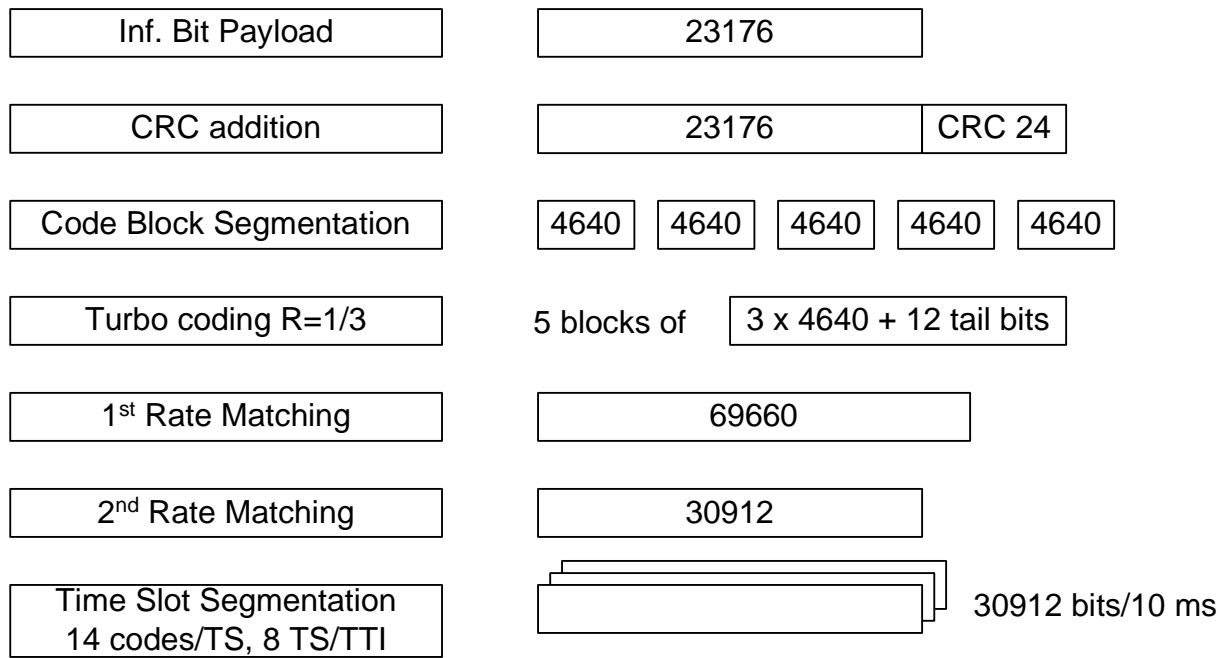 Inf. Bit Payload 23176
CRC addition 23176 CRC 24
Code Block Segmentation 4640 4640 4640 4640 4640
Turbo coding R=1/3 5 blocks of 3 x 4640 + 12 tail bits
1st Rate Matching 69660
2nd Rate Matching 30912
Time Slot Segmentation
14 codes/TS, 8 TS/TTI
30912 bits/10 ms